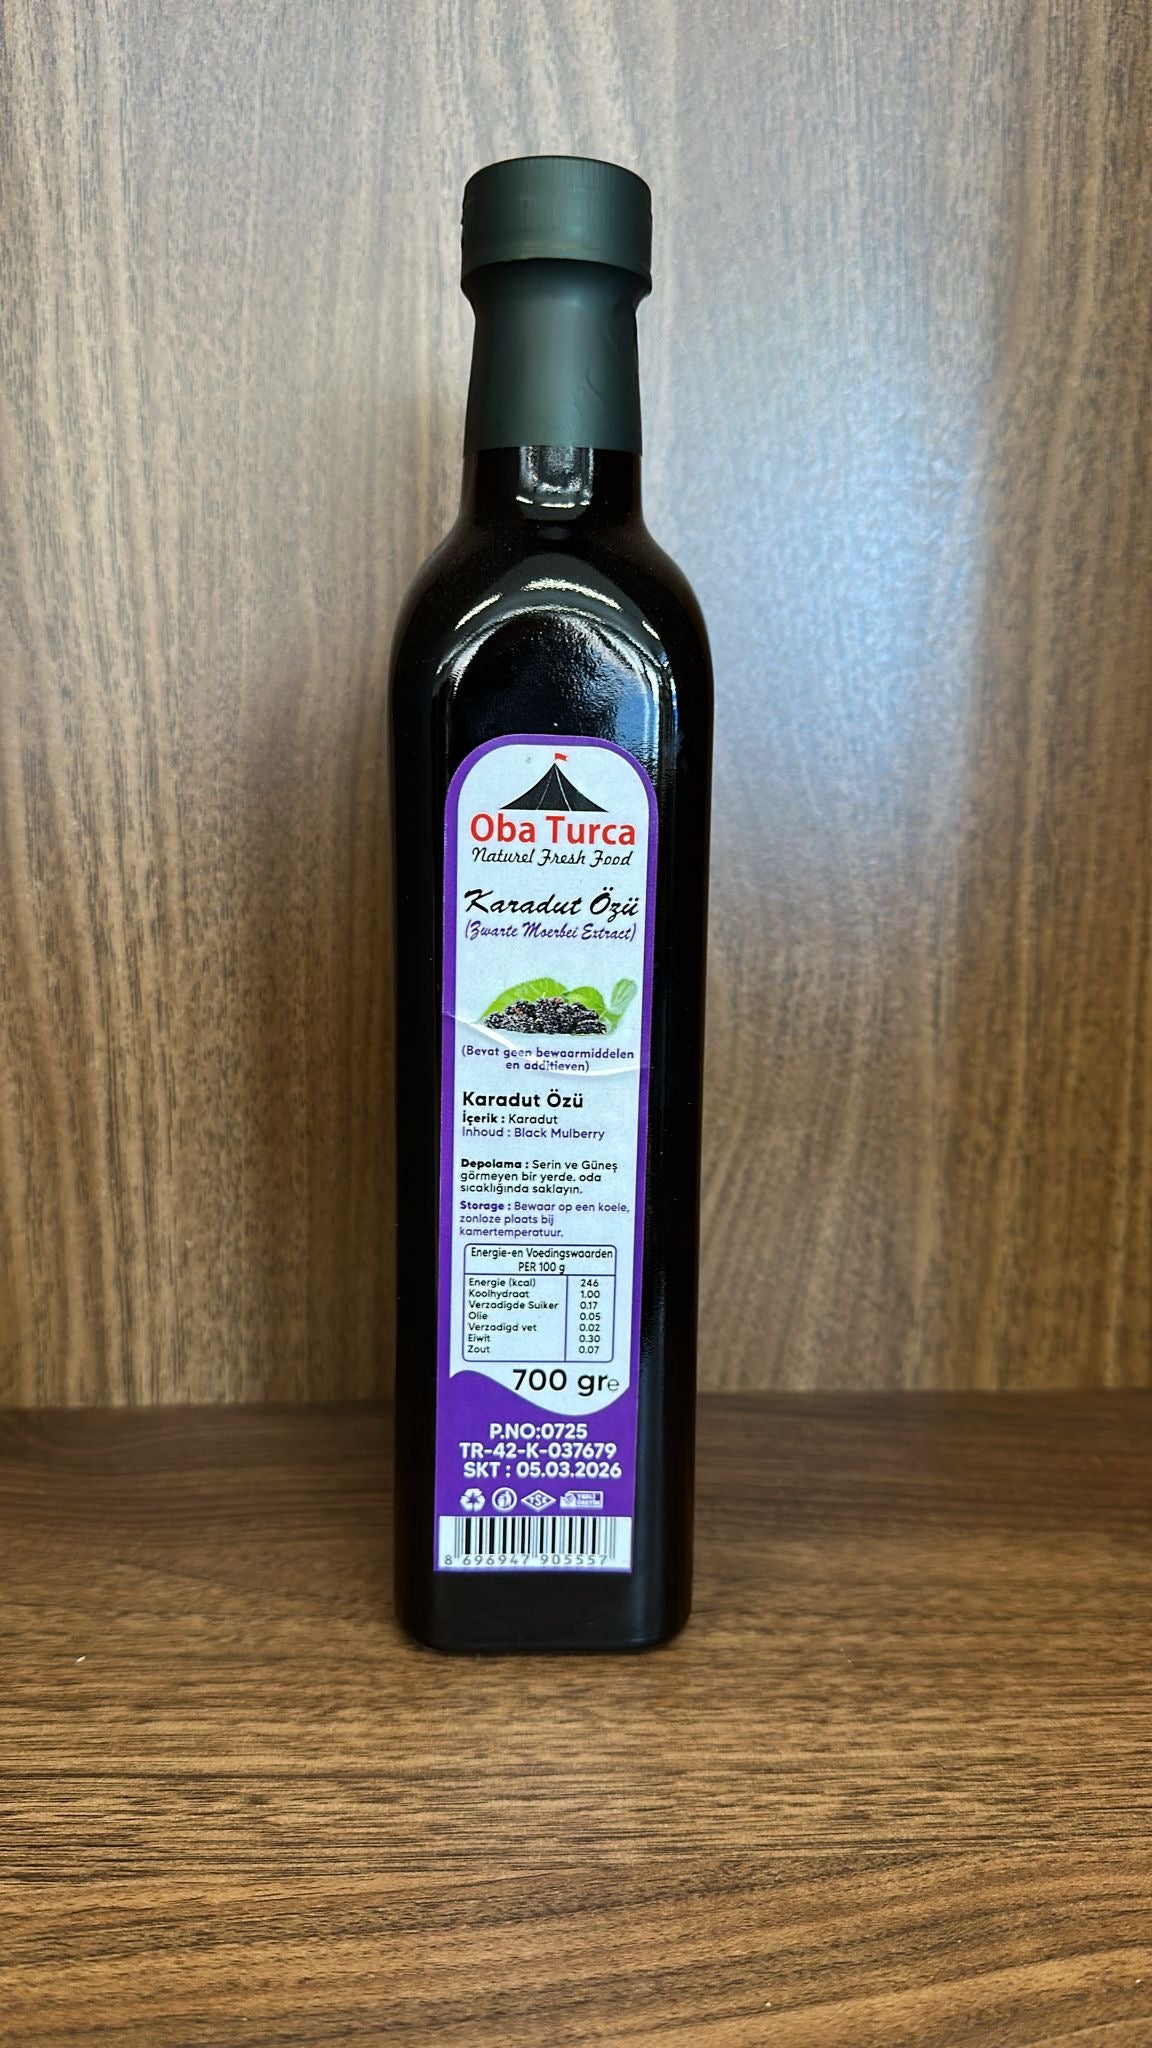 Oba Turca
Naturel Fresh Food
Karadut Özü
(Zwarte Moerbei Extract)
(Bevat geen bewaarmiddelen
en additieven)
Karadut Özü
İçerik : Karadut
Inhoud : Black Mulberry
Depolama : Serin ve Güneş
görmeyen bir yerde. oda
sıcaklığında saklayın.
Storage : Bewaar op een koele,
zonloze plaats bij
kamertemperatuur.
Energie-en Voedingswaarden
PER 100 g
Energie (kcal) 246
Koolhydraat 1.00
Verzadigde Suiker 0.17
Olie 0.05
Verzadigd vet 0.02
Eiwit 0.30
Zout 0.07
700 gr e
P.NO:0725
TR-42-K-037679
SKT : 05.03.2026
TSE
YERLİ
ÜRETİM
8 696947 905557